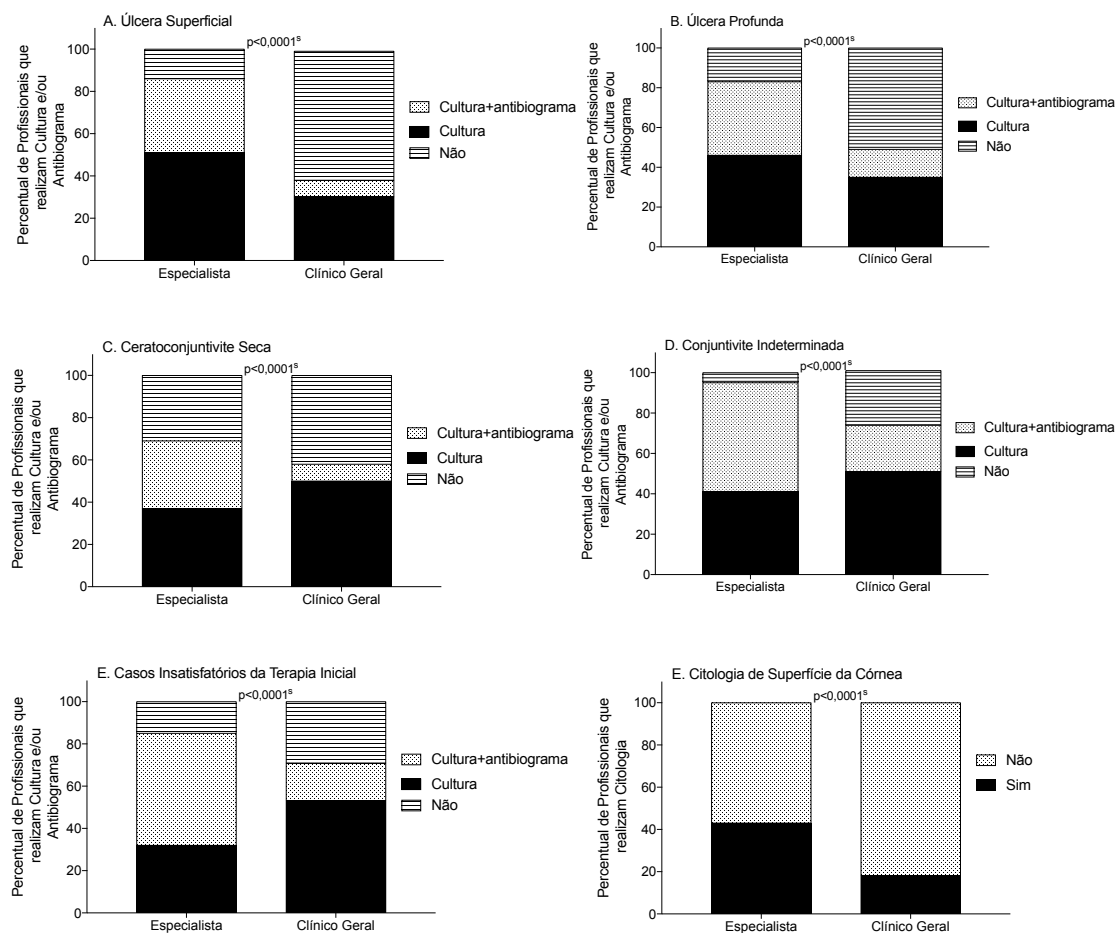 A. Úlcera Superficial
p<0,0001s
Percentual de Profissionais que
realizam Cultura e/ou
Antibiograma
100
80
60
40
20
0
Especialista
Clínico Geral
Cultura+antibiograma
Cultura
Não
B. Úlcera Profunda
p<0,0001s
Percentual de Profissionais que
realizam Cultura e/ou
Antibiograma
100
80
60
40
20
0
Especialista
Clínico Geral
Cultura+antibiograma
Cultura
Não
C. Ceratoconjuntivite Seca
p<0,0001s
Percentual de Profissionais que
realizam Cultura e/ou
Antibiograma
100
80
60
40
20
0
Especialista
Clínico Geral
Cultura+antibiograma
Cultura
Não
D. Conjuntivite Indeterminada
p<0,0001s
Percentual de Profissionais que
realizam Cultura e/ou
Antibiograma
100
80
60
40
20
0
Especialista
Clínico Geral
Cultura+antibiograma
Cultura
Não
E. Casos Insatisfatórios da Terapia Inicial
p<0,0001s
Percentual de Profissionais que
realizam Cultura e/ou
Antibiograma
100
80
60
40
20
0
Especialista
Clínico Geral
Cultura+antibiograma
Cultura
Não
E. Citologia de Superfície da Córnea
p<0,0001s
Percentual de Profissionais que
realizam Citologia
100
80
60
40
20
0
Especialista
Clínico Geral
Não
Sim